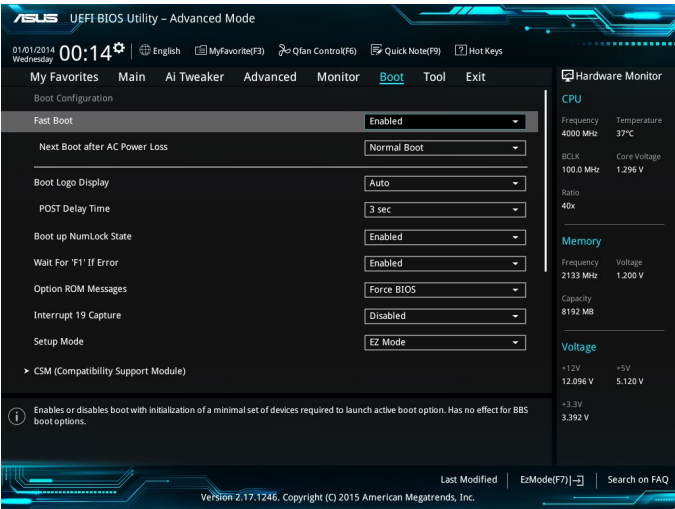 ASUS UEFI BIOS Utility – Advanced Mode
01/01/2014 Wednesday 00:14 English MyFavorite(F3) Qfan Control(F6) Quick Note(F9) ? Hot Keys
My Favorites Main Ai Tweaker Advanced Monitor Boot Tool Exit
Boot Configuration
Fast Boot Enabled
Next Boot after AC Power Loss Normal Boot
Boot Logo Display Auto
POST Delay Time 3 sec
Boot up NumLock State Enabled
Wait For 'F1' If Error Enabled
Option ROM Messages Force BIOS
Interrupt 19 Capture Disabled
Setup Mode EZ Mode
CSM (Compatibility Support Module)
i Enables or disables boot with initialization of a minimal set of devices required to launch active boot option. Has no effect for BBS
boot options.
Hardware Monitor
CPU
Frequency Temperature
4000 MHz 37°C
BCLK Core Voltage
100.0 MHz 1.296 V
Ratio
40x
Memory
Frequency Voltage
2133 MHz 1.200 V
Capacity
8192 MB
Voltage
+12V +5V
12.096 V 5.120 V
+3.3V
3.392 V
Last Modified EzMode(F7) Search on FAQ
Version 2.17.1246. Copyright (C) 2015 American Megatrends, Inc.